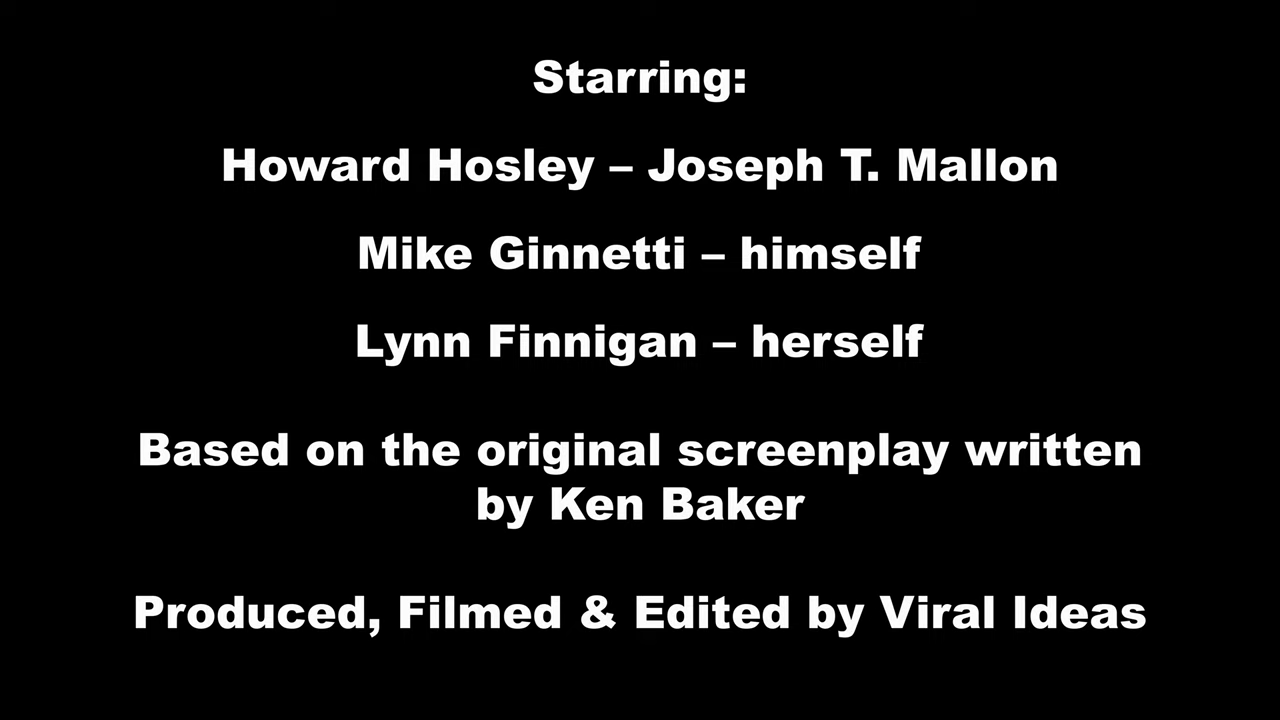 Starring:
Howard Hosley – Joseph T. Mallon
Mike Ginnetti – himself
Lynn Finnigan – herself
Based on the original screenplay written
by Ken Baker
Produced, Filmed & Edited by Viral Ideas